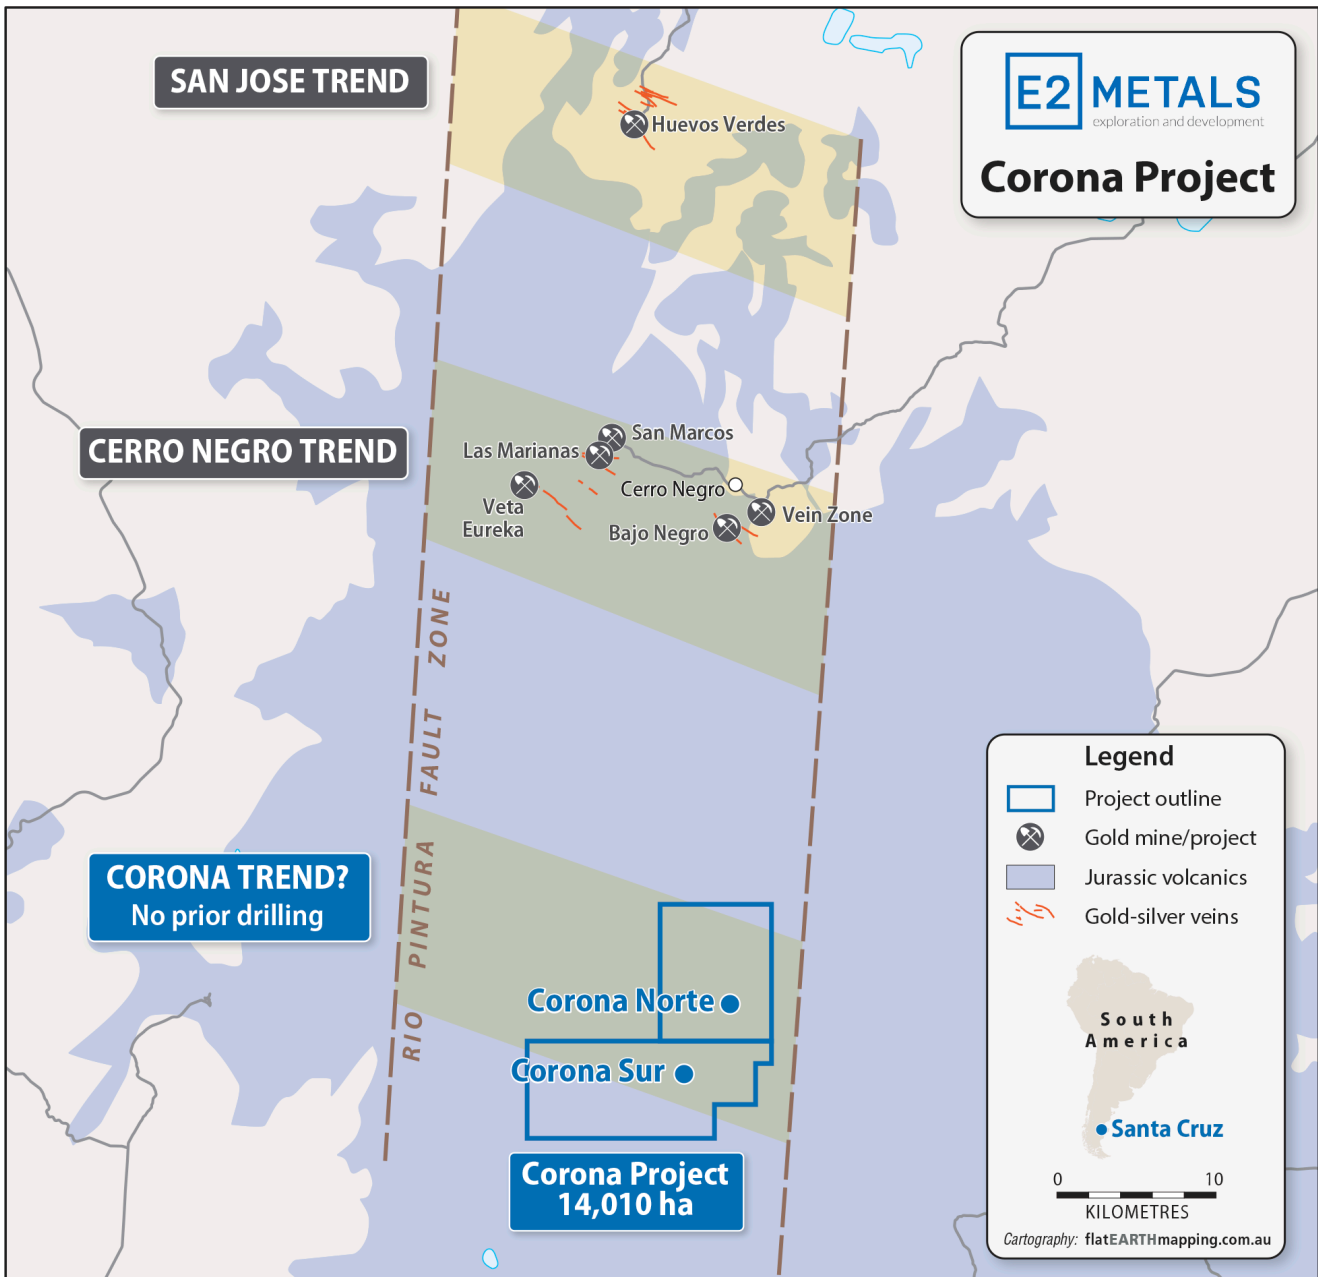 SAN JOSE TREND
E2 METALS
exploration and development
Corona Project
Huevos Verdes
CERRO NEGRO TREND
San Marcos
Las Marianas
Cerro Negro
Veta
Eureka
Vein Zone
Bajo Negro
RIO PINTURA FAULT ZONE
CORONA TREND?
No prior drilling
Corona Norte
Corona Sur
Corona Project
14,010 ha
Legend
Project outline
Gold mine/project
Jurassic volcanics
Gold-silver veins
South
America
Santa Cruz
0 10
KILOMETRES
Cartography: flatEARTHmapping.com.au